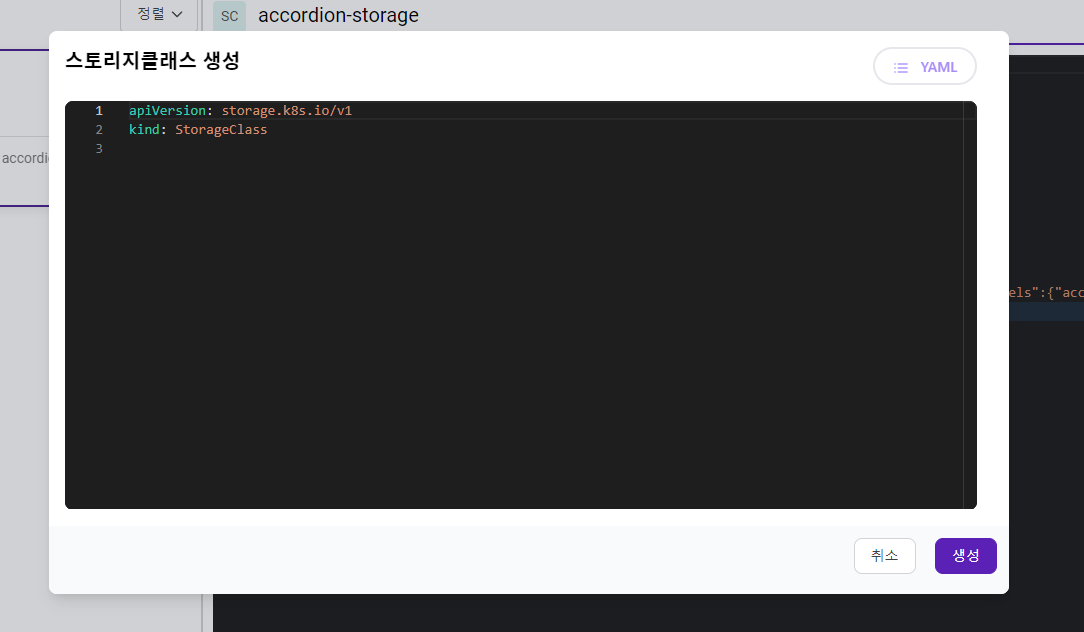 정렬
SC accordion-storage
스토리지클래스 생성
YAML
1 apiVersion: storage.k8s.io/v1
2 kind: StorageClass
3
accordi
els":{"acc
취소
생성